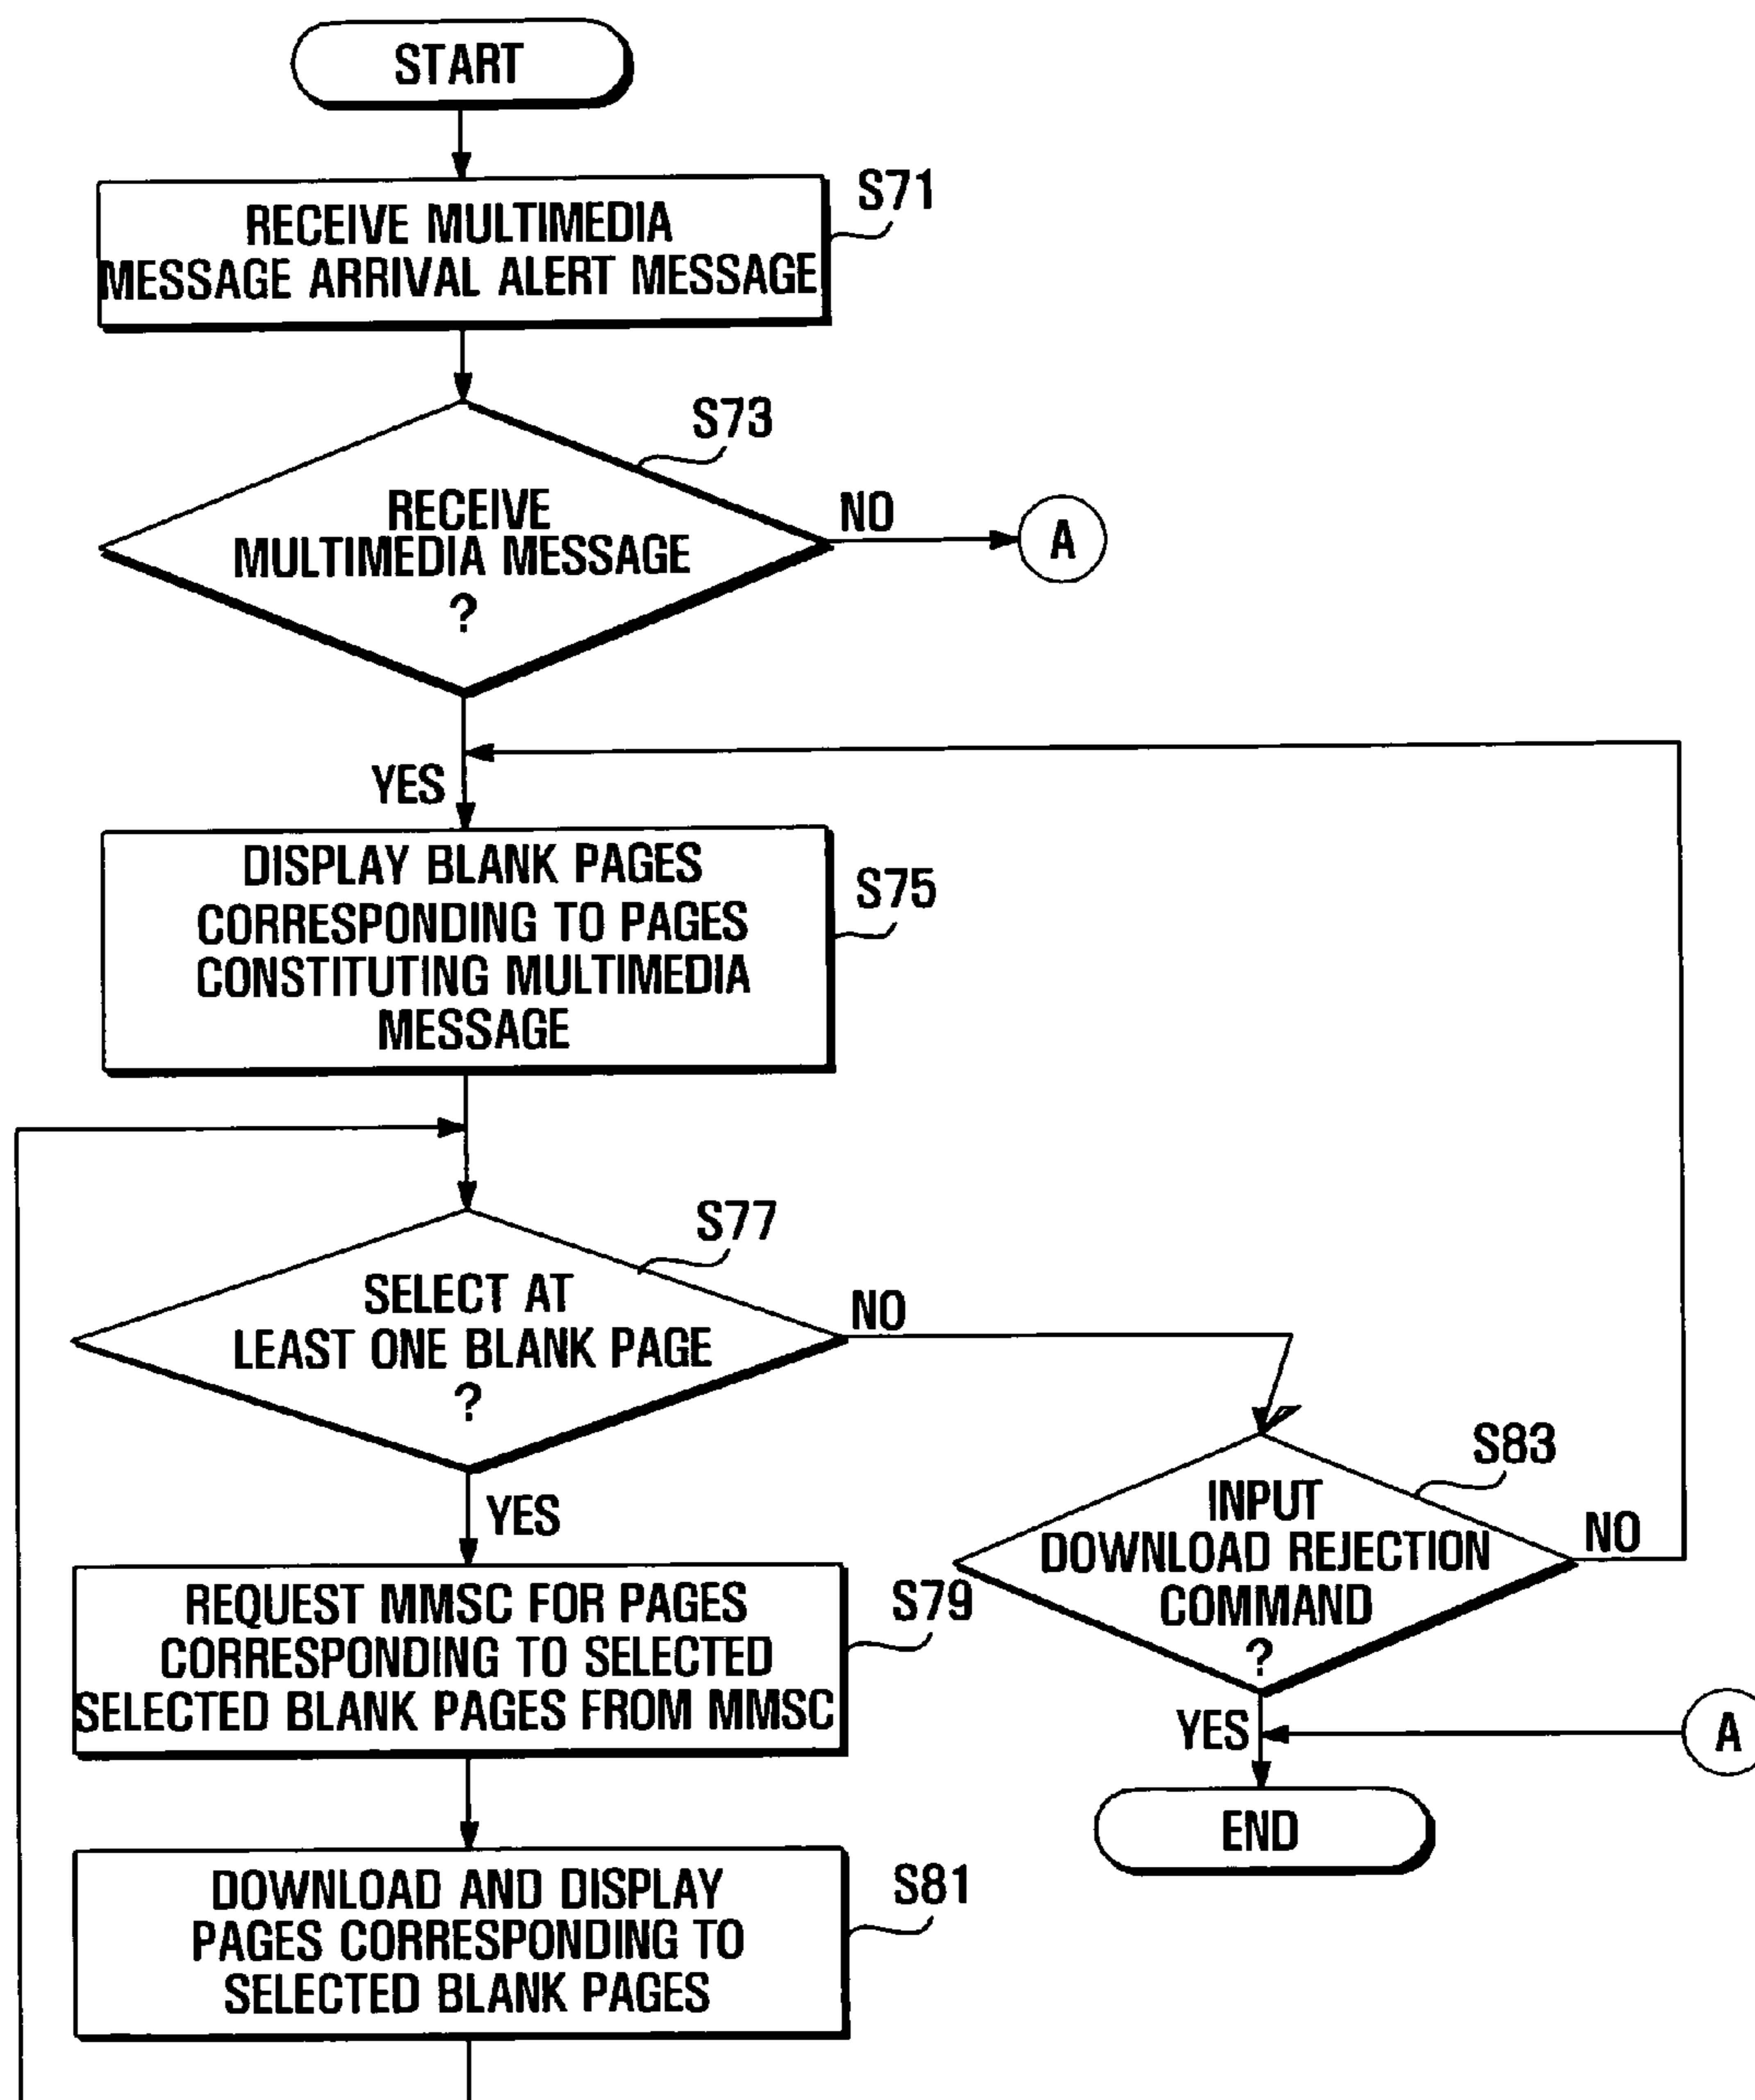 START
S71
RECEIVE MULTIMEDIA
MESSAGE ARRIVAL ALERT MESSAGE
S73
RECEIVE
MULTIMEDIA MESSAGE
?
NO
A
YES
DISPLAY BLANK PAGES
CORRESPONDING TO PAGES
CONSTITUTING MULTIMEDIA
MESSAGE
S75
S77
SELECT AT
LEAST ONE BLANK PAGE
?
NO
YES
S83
INPUT
DOWNLOAD REJECTION
COMMAND
?
NO
REQUEST MMSC FOR PAGES
CORRESPONDING TO SELECTED
SELECTED BLANK PAGES FROM MMSC
S79
YES
A
END
DOWNLOAD AND DISPLAY
PAGES CORRESPONDING TO
SELECTED BLANK PAGES
S81